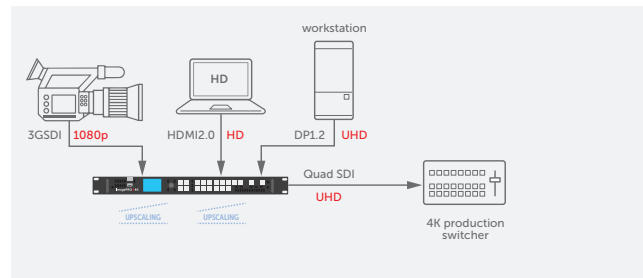 workstation
HD
3GSDI 1080p
HDMI2.0 HD
DP1.2 UHD
Quad SDI
UHD
UPSCALING
UPSCALING
4K production
switcher